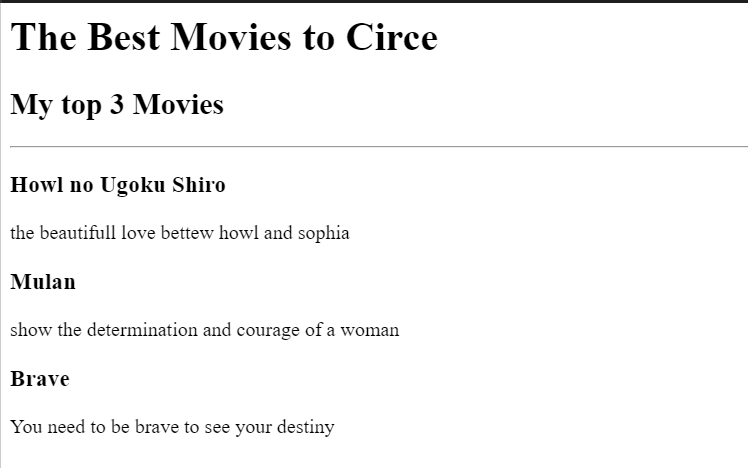 The Best Movies to Circe
My top 3 Movies
Howl no Ugoku Shiro
the beautifull love bettew howl and sophia
Mulan
show the determination and courage of a woman
Brave
You need to be brave to see your destiny